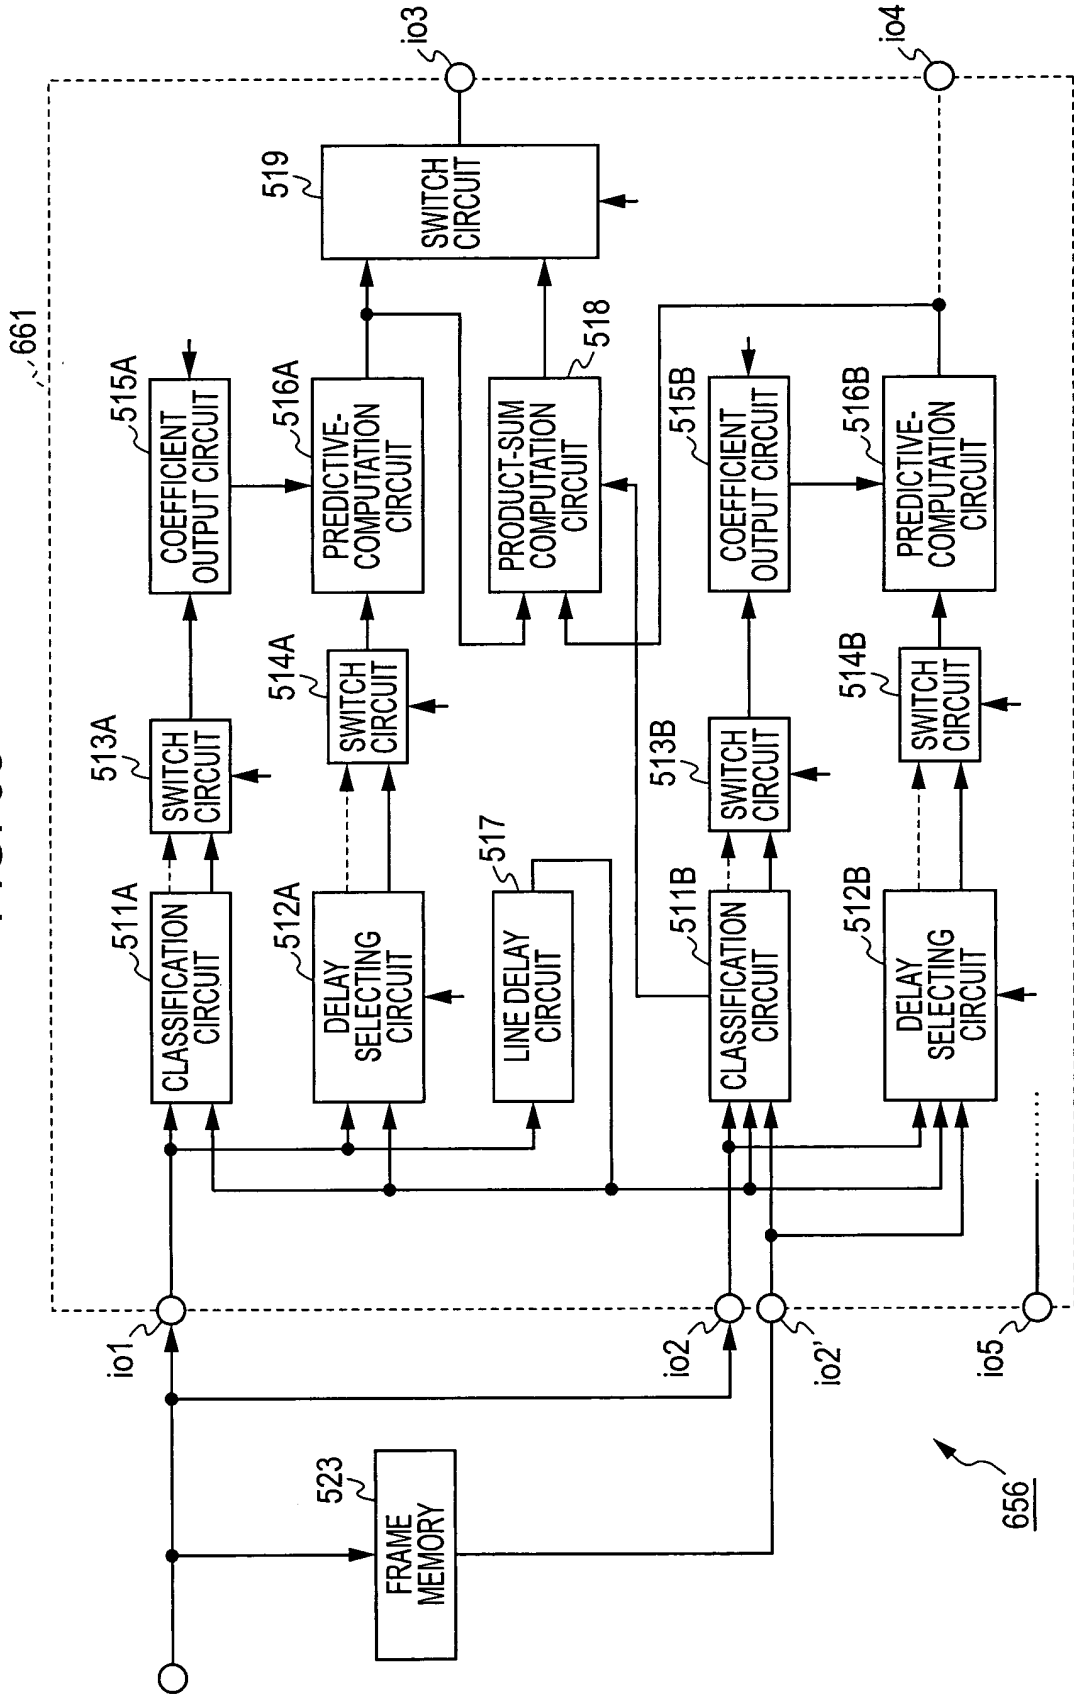 661
io1
511A
CLASSIFICATION
CIRCUIT
513A
SWITCH
CIRCUIT
515A
COEFFICIENT
OUTPUT CIRCUIT
512A
DELAY
SELECTING
CIRCUIT
514A
SWITCH
CIRCUIT
516A
PREDICTIVE-
COMPUTATION
CIRCUIT
519
SWITCH
CIRCUIT
io3
523
FRAME
MEMORY
517
LINE DELAY
CIRCUIT
518
PRODUCT-SUM
COMPUTATION
CIRCUIT
io2
io2'
511B
CLASSIFICATION
CIRCUIT
513B
SWITCH
CIRCUIT
515B
COEFFICIENT
OUTPUT CIRCUIT
512B
DELAY
SELECTING
CIRCUIT
514B
SWITCH
CIRCUIT
516B
PREDICTIVE-
COMPUTATION
CIRCUIT
io4
io5
656